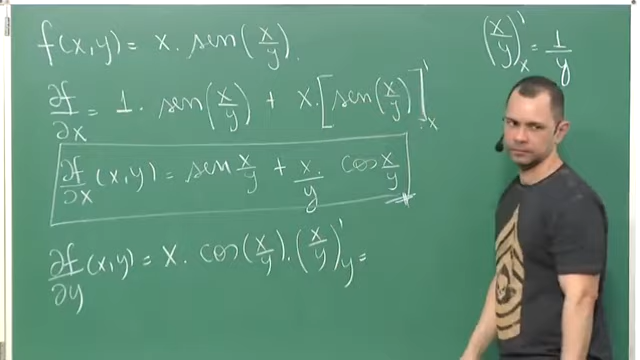 f(x,y) = x. sen(x/y).
∂f/∂x = 1. sen(x/y) + x.[sen(x/y)]'x
∂f/∂x (x,y) = sen x/y + x./y cos x/y
∂f/∂y (x,y) = x. cos(x/y).(x/y)'y =
(x/y)'x = 1/y